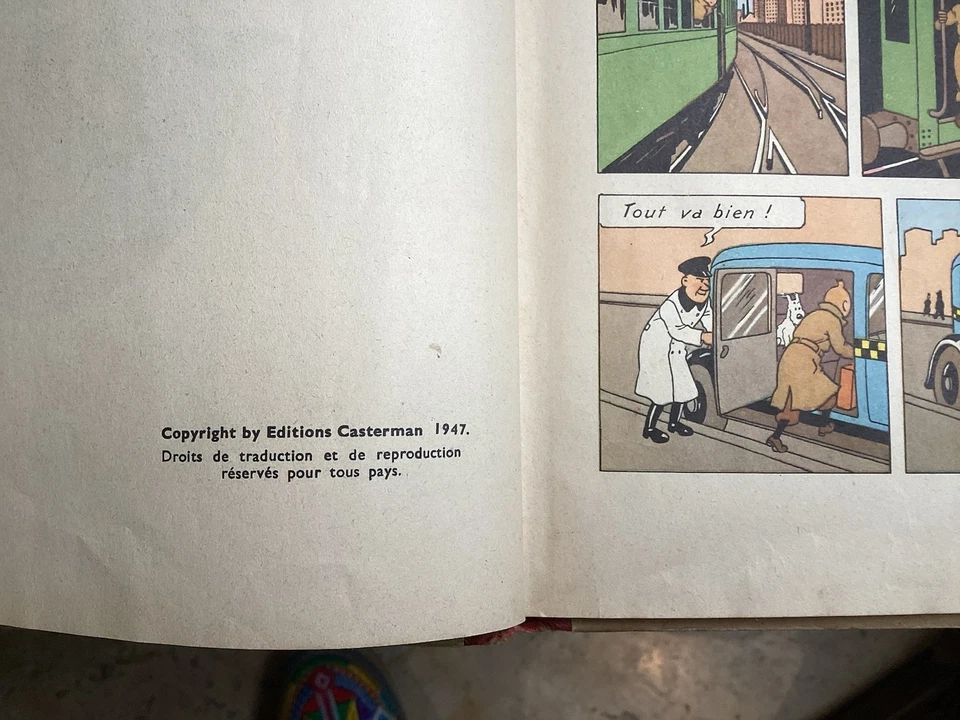 Tout va bien !
Copyright by Editions Casterman 1947.
Droits de traduction et de reproduction
réservés pour tous pays.